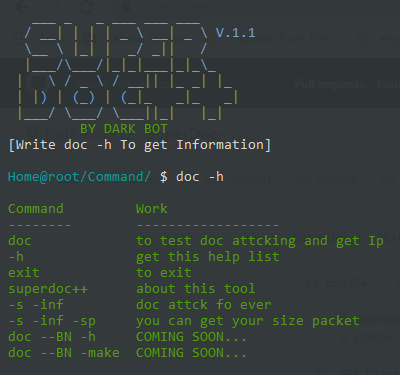 SUPER V.1.1
DOC++
BY DARK BOT
[Write doc -h To get Information]
Home@root/Command/ $ doc -h
Command Work
-------- ------------------
doc to test doc attcking and get Ip
-h get this help list
exit to exit
superdoc++ about this tool
-s -inf doc attck fo ever
-s -inf -sp you can get your size packet
doc --BN -h COMING SOON...
doc --BN -make COMING SOON...